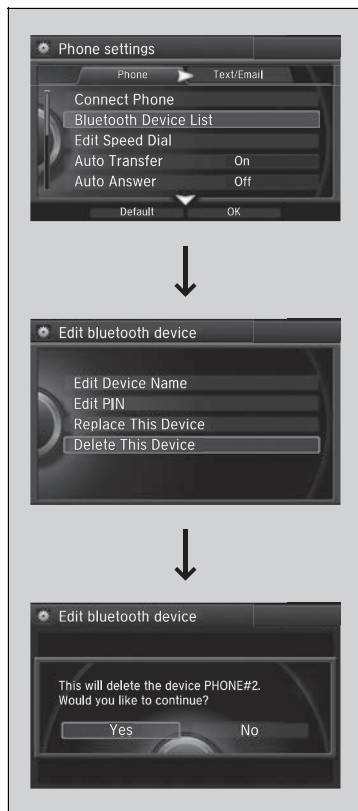 Phone settings
Phone Text/Email
Connect Phone
Bluetooth Device List
Edit Speed Dial
Auto Transfer On
Auto Answer Off
Default OK
Edit bluetooth device
Edit Device Name
Edit PIN
Replace This Device
Delete This Device
Edit bluetooth device
This will delete the device PHONE#2.
Would you like to continue?
Yes No